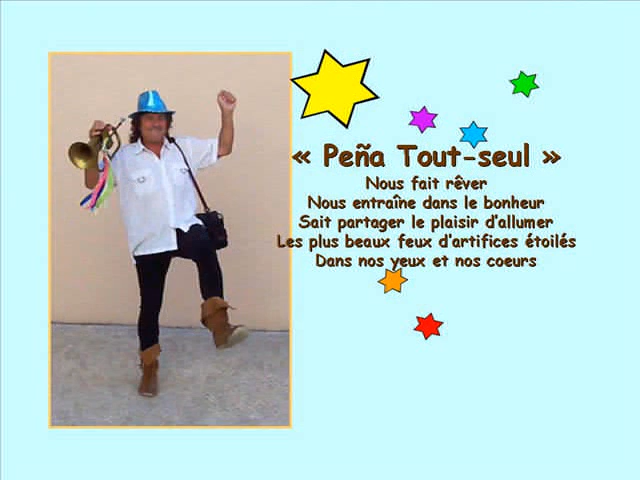 « Peña Tout-seul »
Nous fait rêver
Nous entraîne dans le bonheur
Sait partager le plaisir d'allumer
Les plus beaux feux d'artifices étoilés
Dans nos yeux et nos coeurs